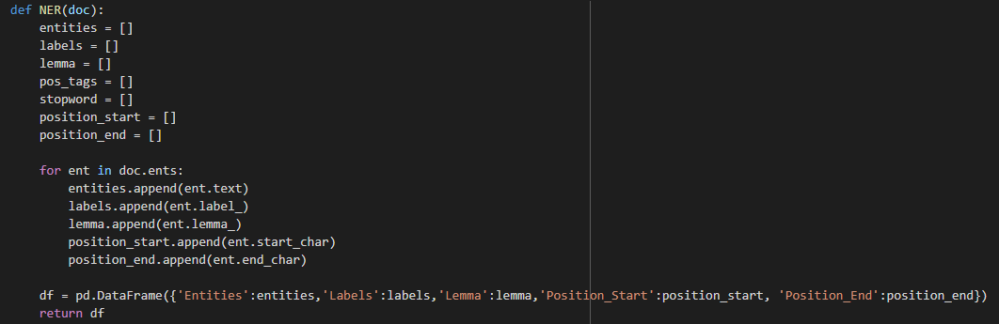 def NER(doc):
    entities = []
    labels = []
    lemma = []
    pos_tags = []
    stopword = []
    position_start = []
    position_end = []

    for ent in doc.ents:
        entities.append(ent.text)
        labels.append(ent.label_)
        lemma.append(ent.lemma_)
        position_start.append(ent.start_char)
        position_end.append(ent.end_char)

    df = pd.DataFrame({'Entities':entities,'Labels':labels,'Lemma':lemma,'Position_Start':position_start, 'Position_End':position_end})
    return df